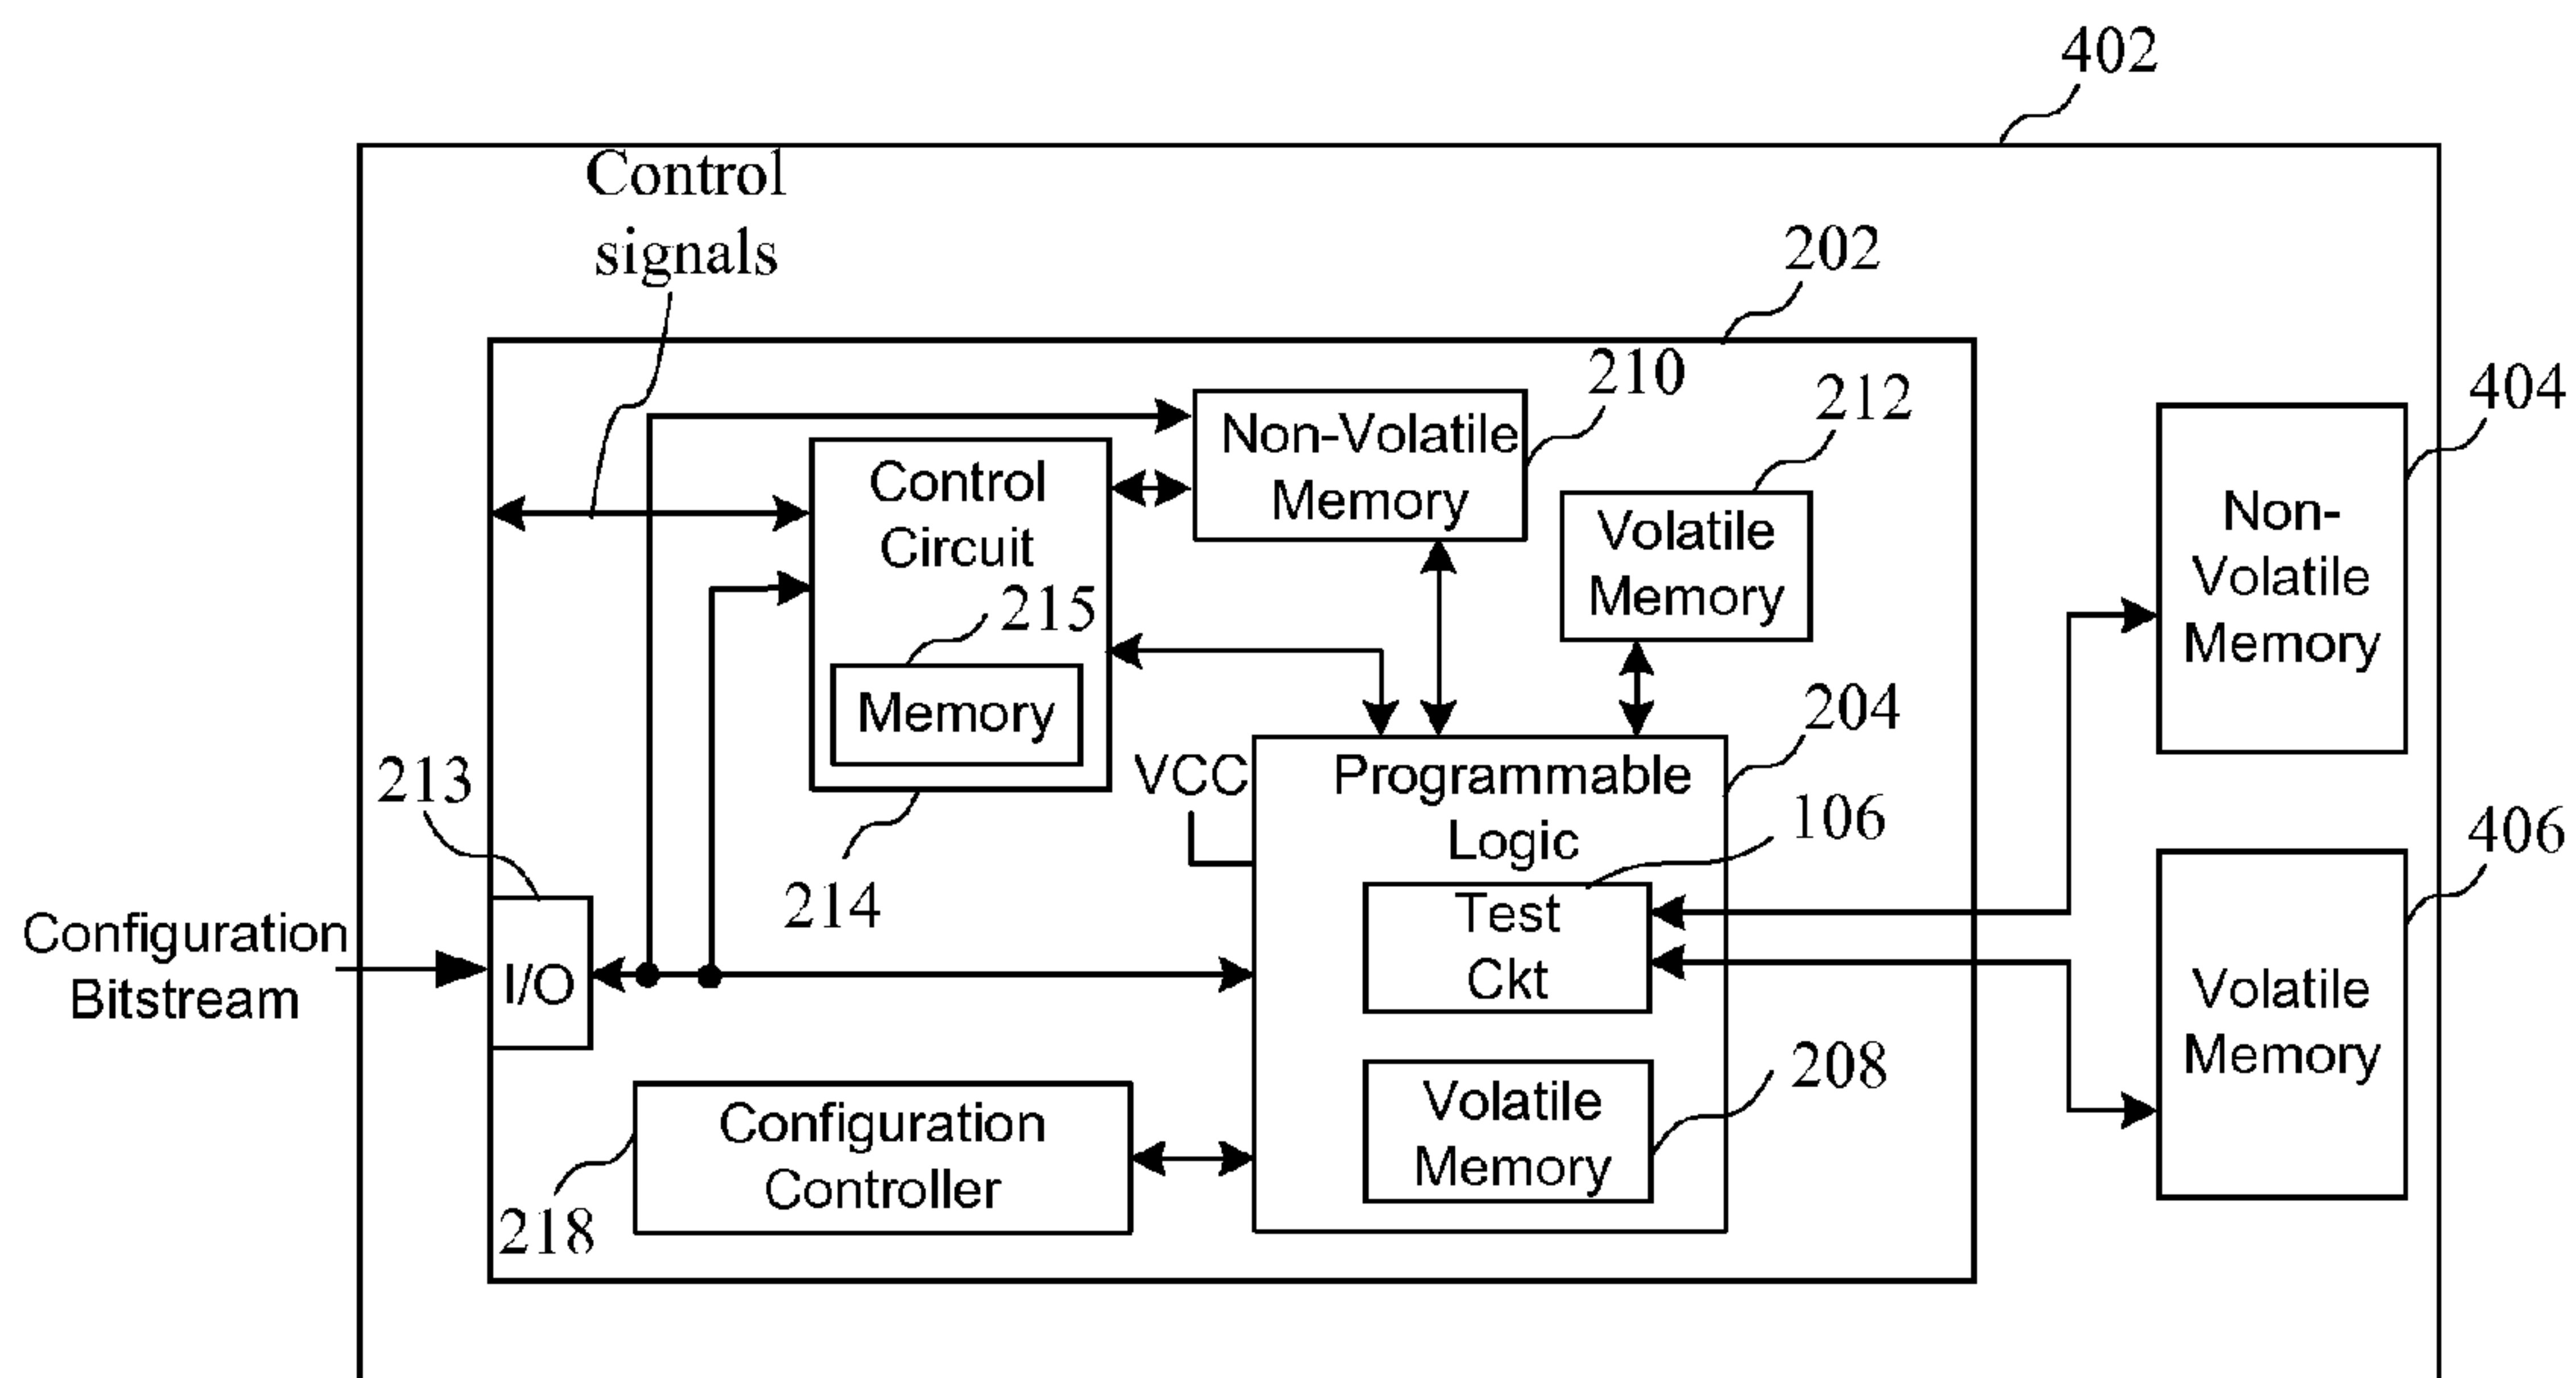 402
Control
signals
202
210
212
404
Non-Volatile
Memory
Control
Circuit
Volatile
Memory
Non-
Volatile
Memory
215
Memory
204
213
VCC
Programmable
Logic
106
406
214
Test
Ckt
Configuration
Bitstream
I/O
Volatile
Memory
208
Volatile
Memory
Configuration
Controller
218